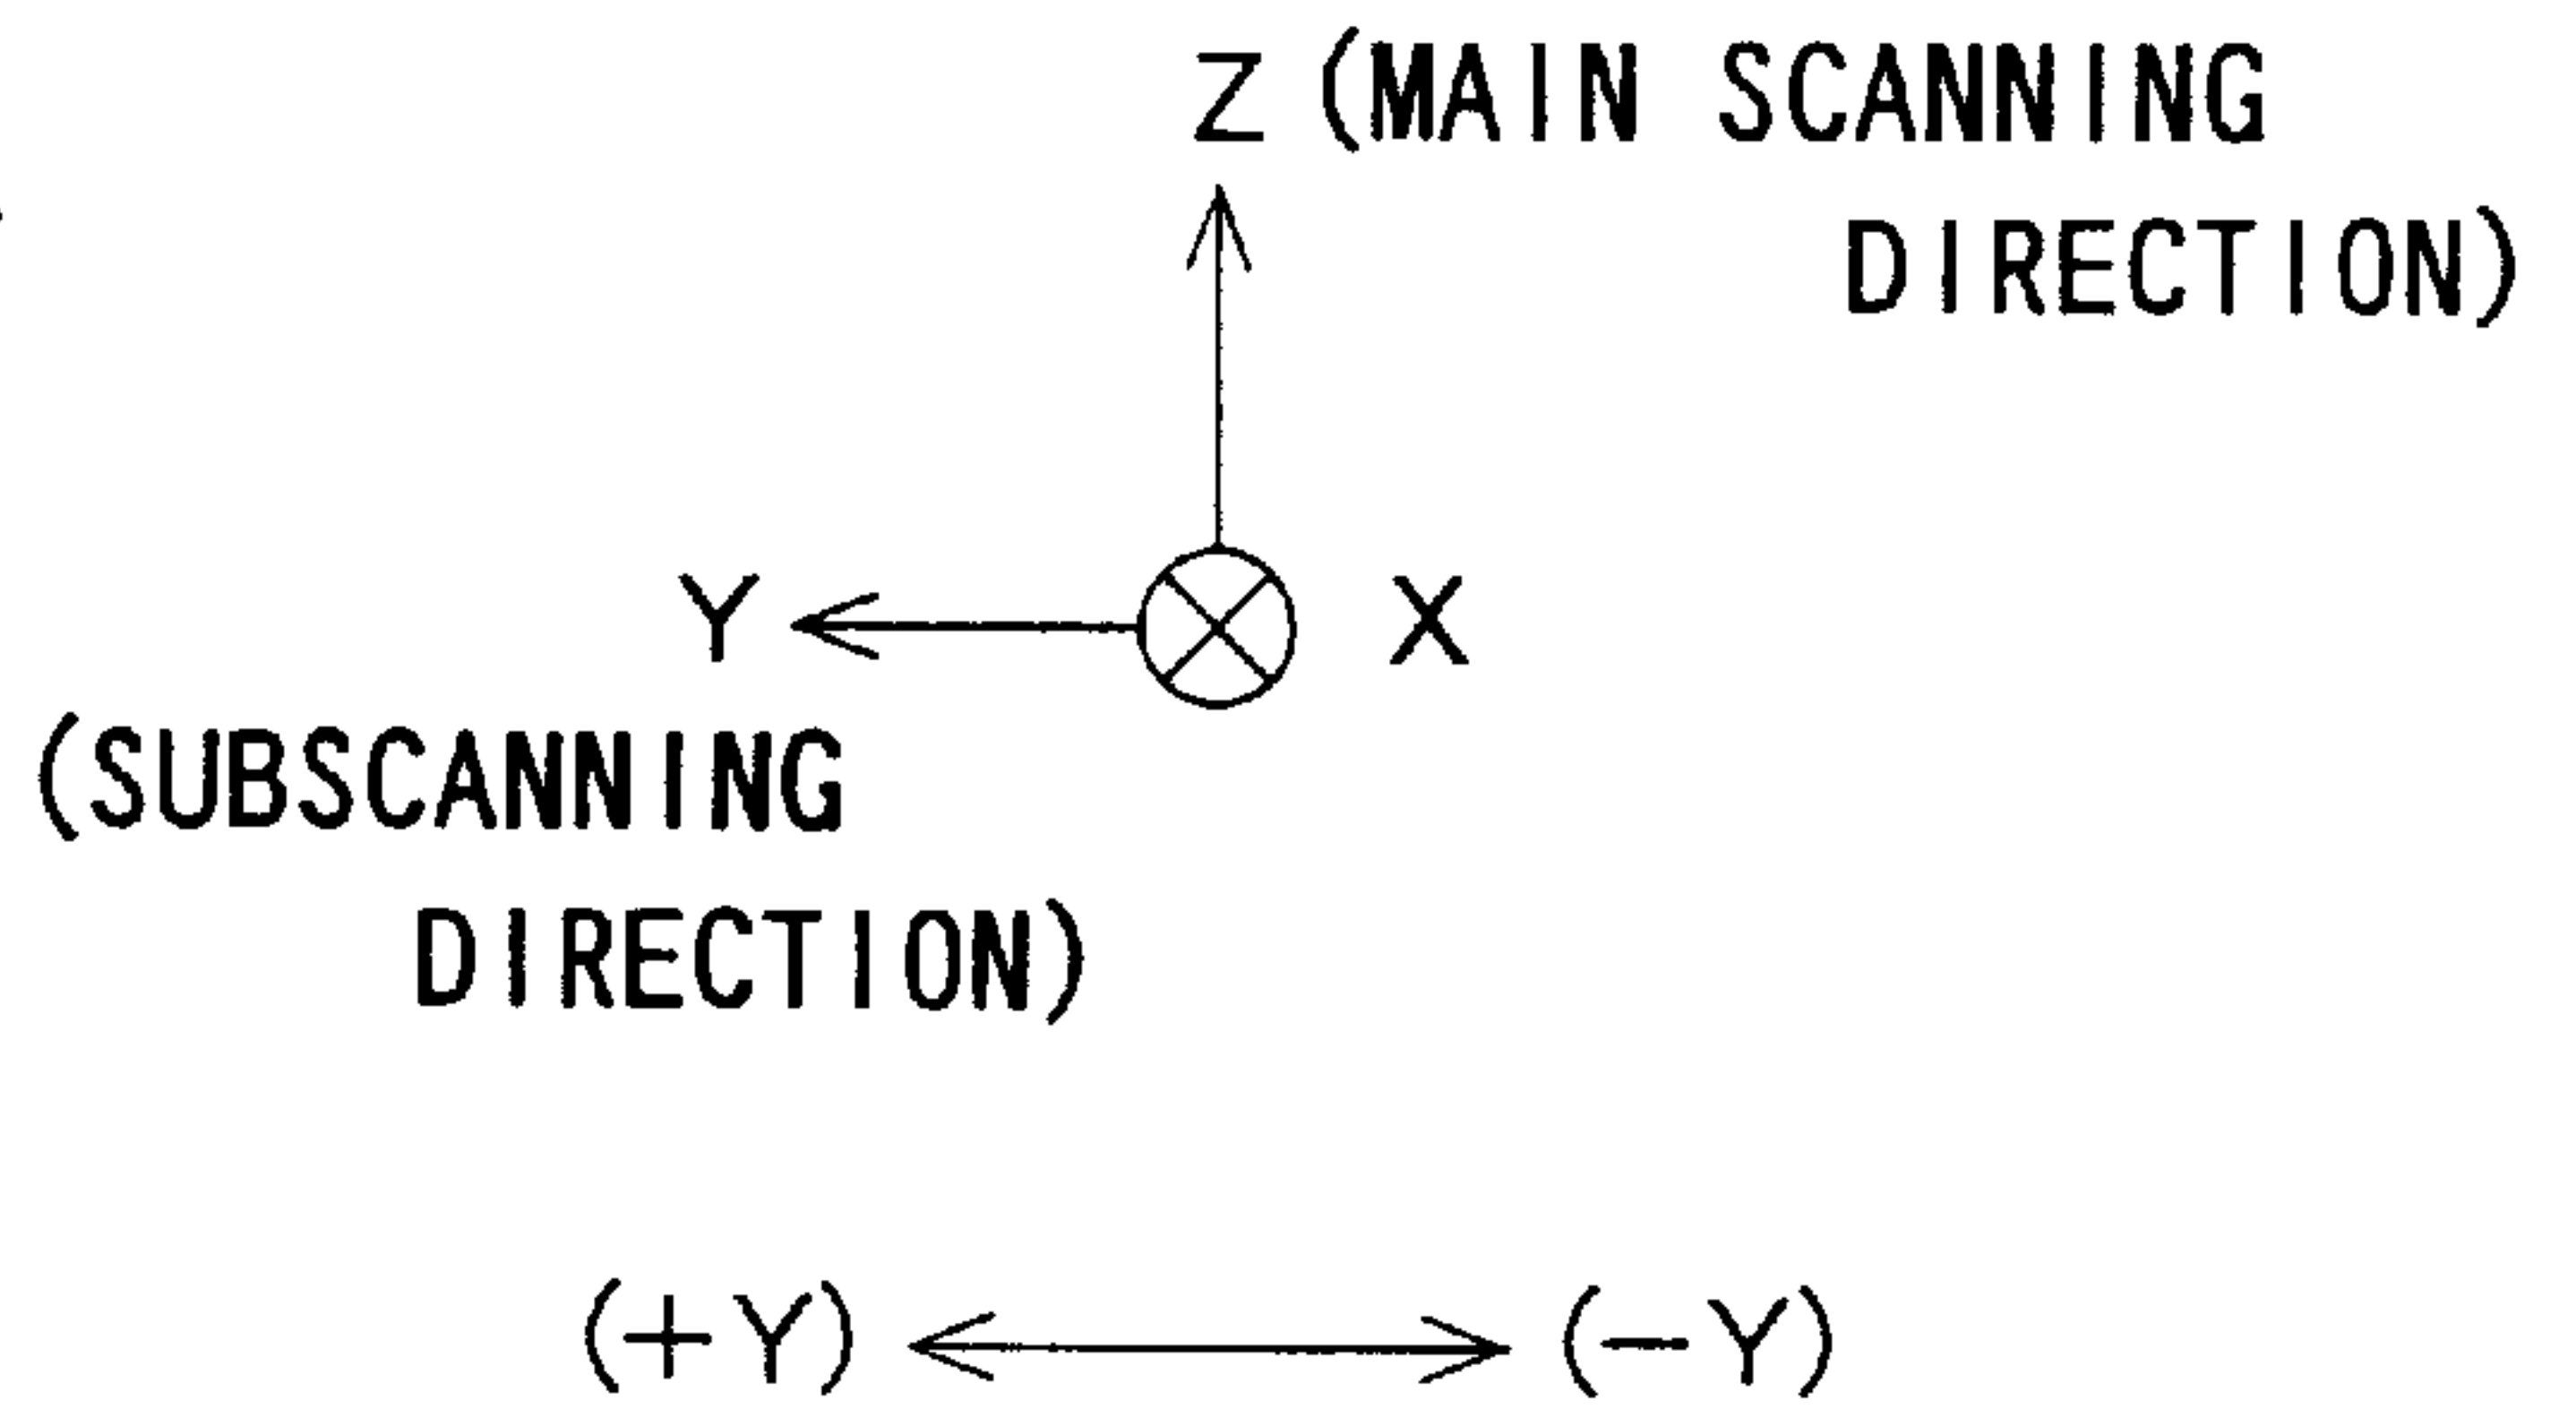 Z (MAIN SCANNING
DIRECTION)
Y X
(SUBSCANNING
DIRECTION)
(+Y) (−Y)